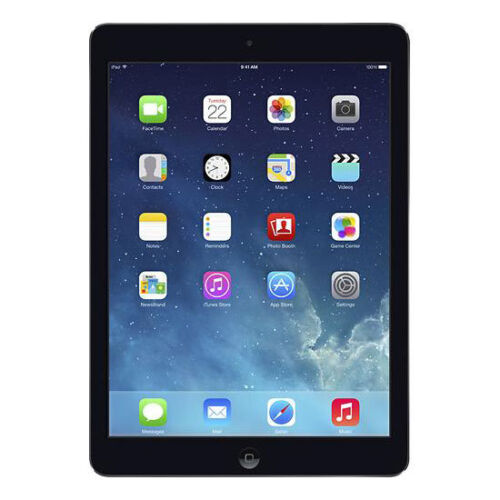 iPad 9:41 AM 100%
Tuesday
22
FaceTime Calendar Photos Camera
Contacts Clock Maps Videos
Notes Reminders Photo Booth Game Center
Newsstand iTunes Store App Store Settings
Messages Mail Safari Music